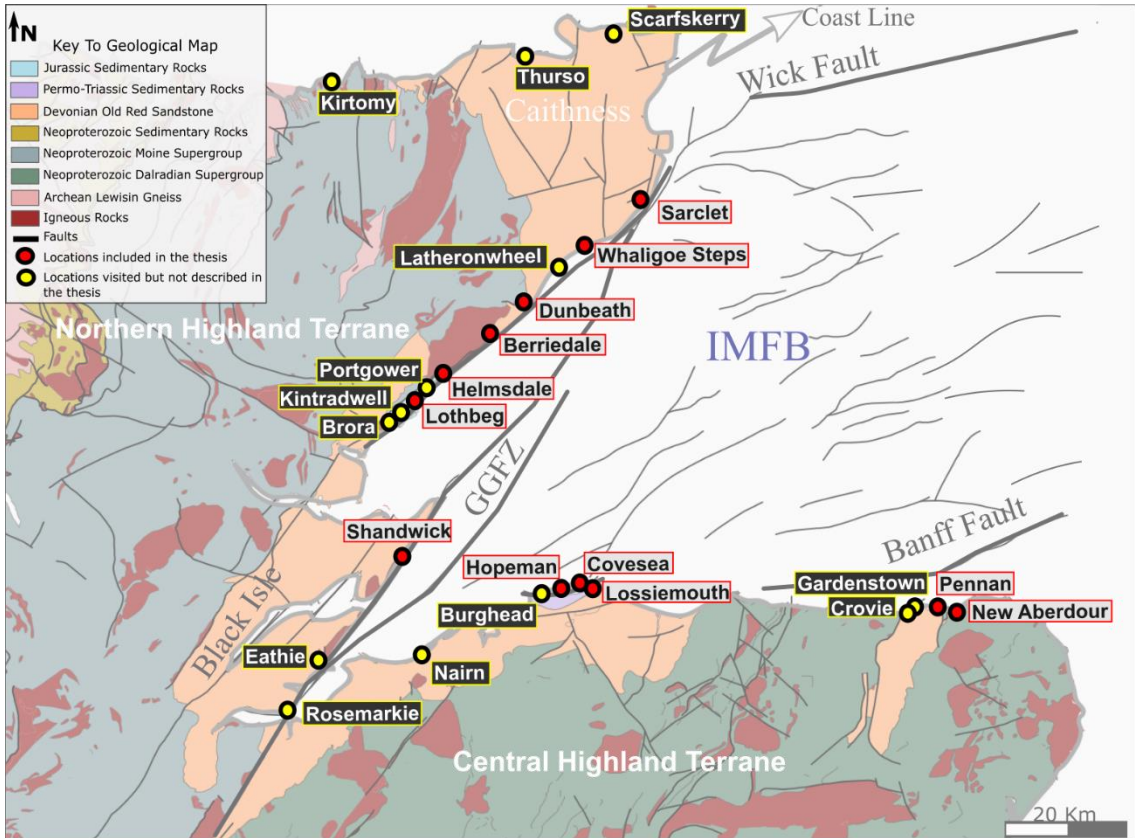 N
Key To Geological Map
Jurassic Sedimentary Rocks
Permo-Triassic Sedimentary Rocks
Devonian Old Red Sandstone
Neoproterozoic Sedimentary Rocks
Neoproterozoic Moine Supergroup
Neoproterozoic Dalradian Supergroup
Archean Lewisin Gneiss
Igneous Rocks
Faults
Locations included in the thesis
Locations visited but not described in
the thesis
Scarfskerry
Coast Line
Thurso
Wick Fault
Kirtomy
Caithness
Sarclet
Latheronwheel
Whaligoe Steps
Dunbeath
Northern Highland Terrane
Berriedale
IMFB
Portgower
Helmsdale
Kintradwell
Lothbeg
Brora
GGFZ
Shandwick
Banff Fault
Hopeman
Covesea
Gardenstown
Pennan
Burghead
Lossiemouth
Crovie
New Aberdour
Black Isle
Eathie
Nairn
Rosemarkie
Central Highland Terrane
20 Km